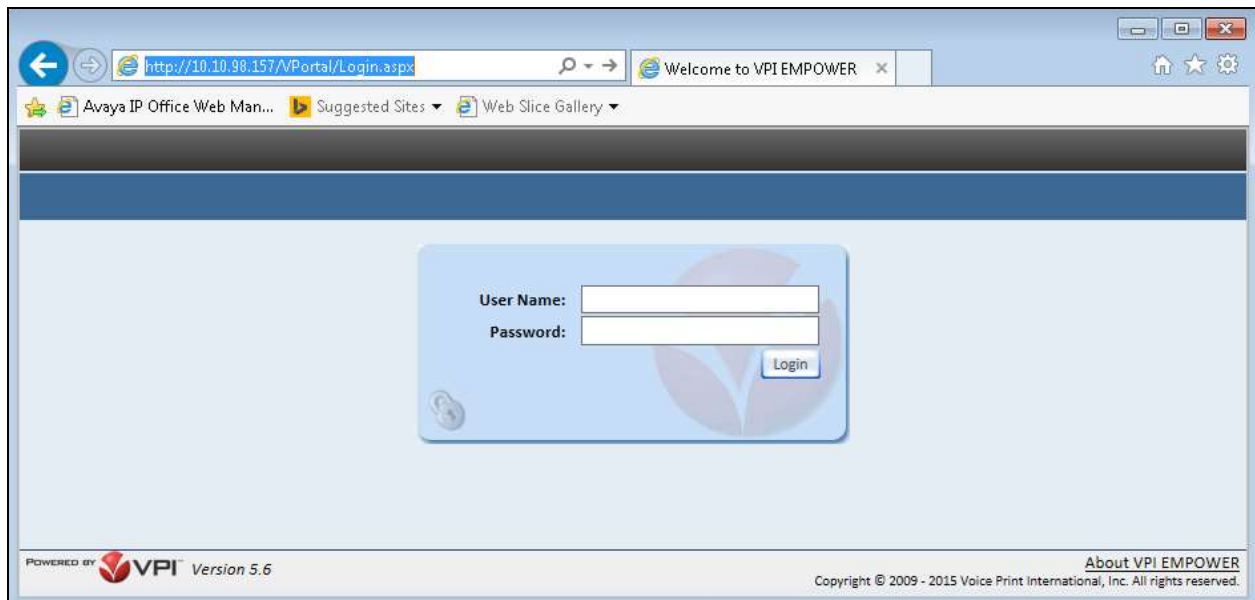 http://10.10.98.157/VPortal/Login.aspx
Welcome to VPI EMPOWER
Avaya IP Office Web Man... Suggested Sites Web Slice Gallery
User Name:
Password:
Login
POWERED BY VPI™ Version 5.6
About VPI EMPOWER
Copyright © 2009 - 2015 Voice Print International, Inc. All rights reserved.